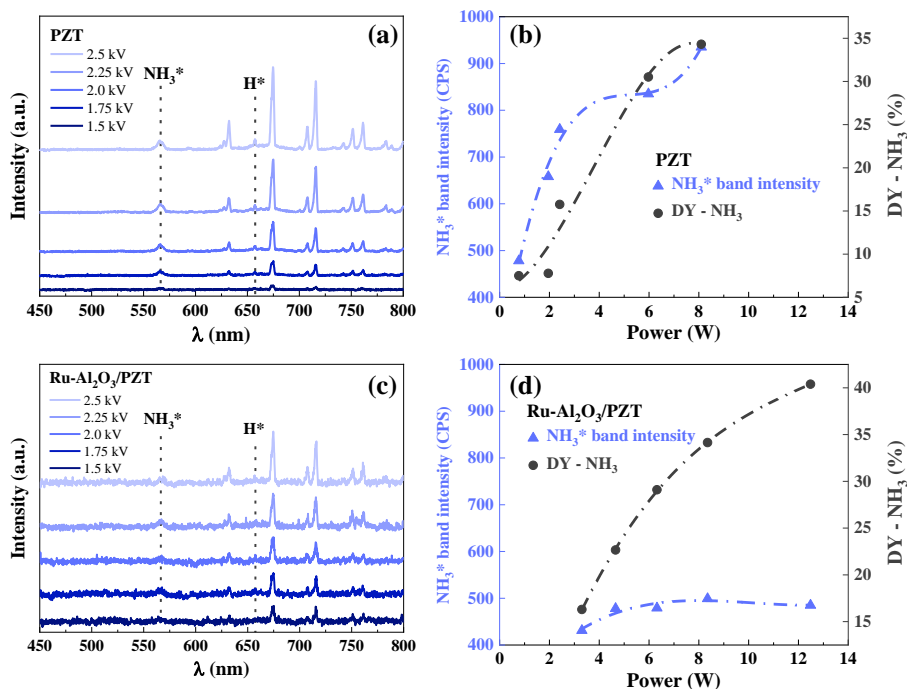 PZT
(a)
2.5 kV
2.25 kV
2.0 kV
1.75 kV
1.5 kV
NH₃*
H*
Intensity (a.u.)
450 500 550 600 650 700 750 800
λ (nm)
(b)
1000
900
800
700
600
500
400
NH₃* band intensity (CPS)
PZT
NH₃* band intensity
DY - NH₃
35
30
25
20
15
10
5
DY - NH₃ (%)
0 2 4 6 8 10 12 14
Power (W)
Ru-Al₂O₃/PZT
(c)
2.5 kV
2.25 kV
2.0 kV
1.75 kV
1.5 kV
NH₃*
H*
Intensity (a.u.)
450 500 550 600 650 700 750 800
λ (nm)
(d)
1000
900
800
700
600
500
400
NH₃* band intensity (CPS)
Ru-Al₂O₃/PZT
NH₃* band intensity
DY - NH₃
40
35
30
25
20
15
DY - NH₃ (%)
0 2 4 6 8 10 12 14
Power (W)